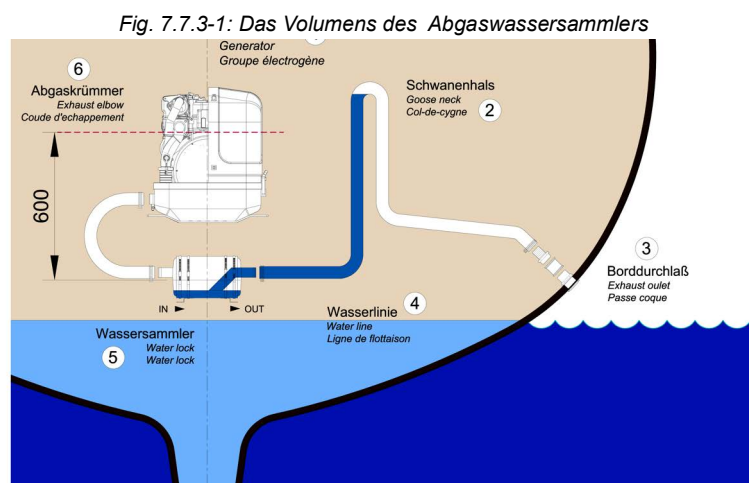 Fig. 7.7.3-1: Das Volumens des Abgaswassersammlers
Generator
Groupe électrogène
6
Abgaskrümmer
Exhaust elbow
Coude d'echappement
Schwanenhals
Goose neck
Col-de-cygne
2
600
3
Borddurchlaß
Exhaust oulet
Passe coque
IN
OUT
Wasserlinie
Water line
Ligne de flottaison
4
Wassersammler
Water lock
Water lock
5